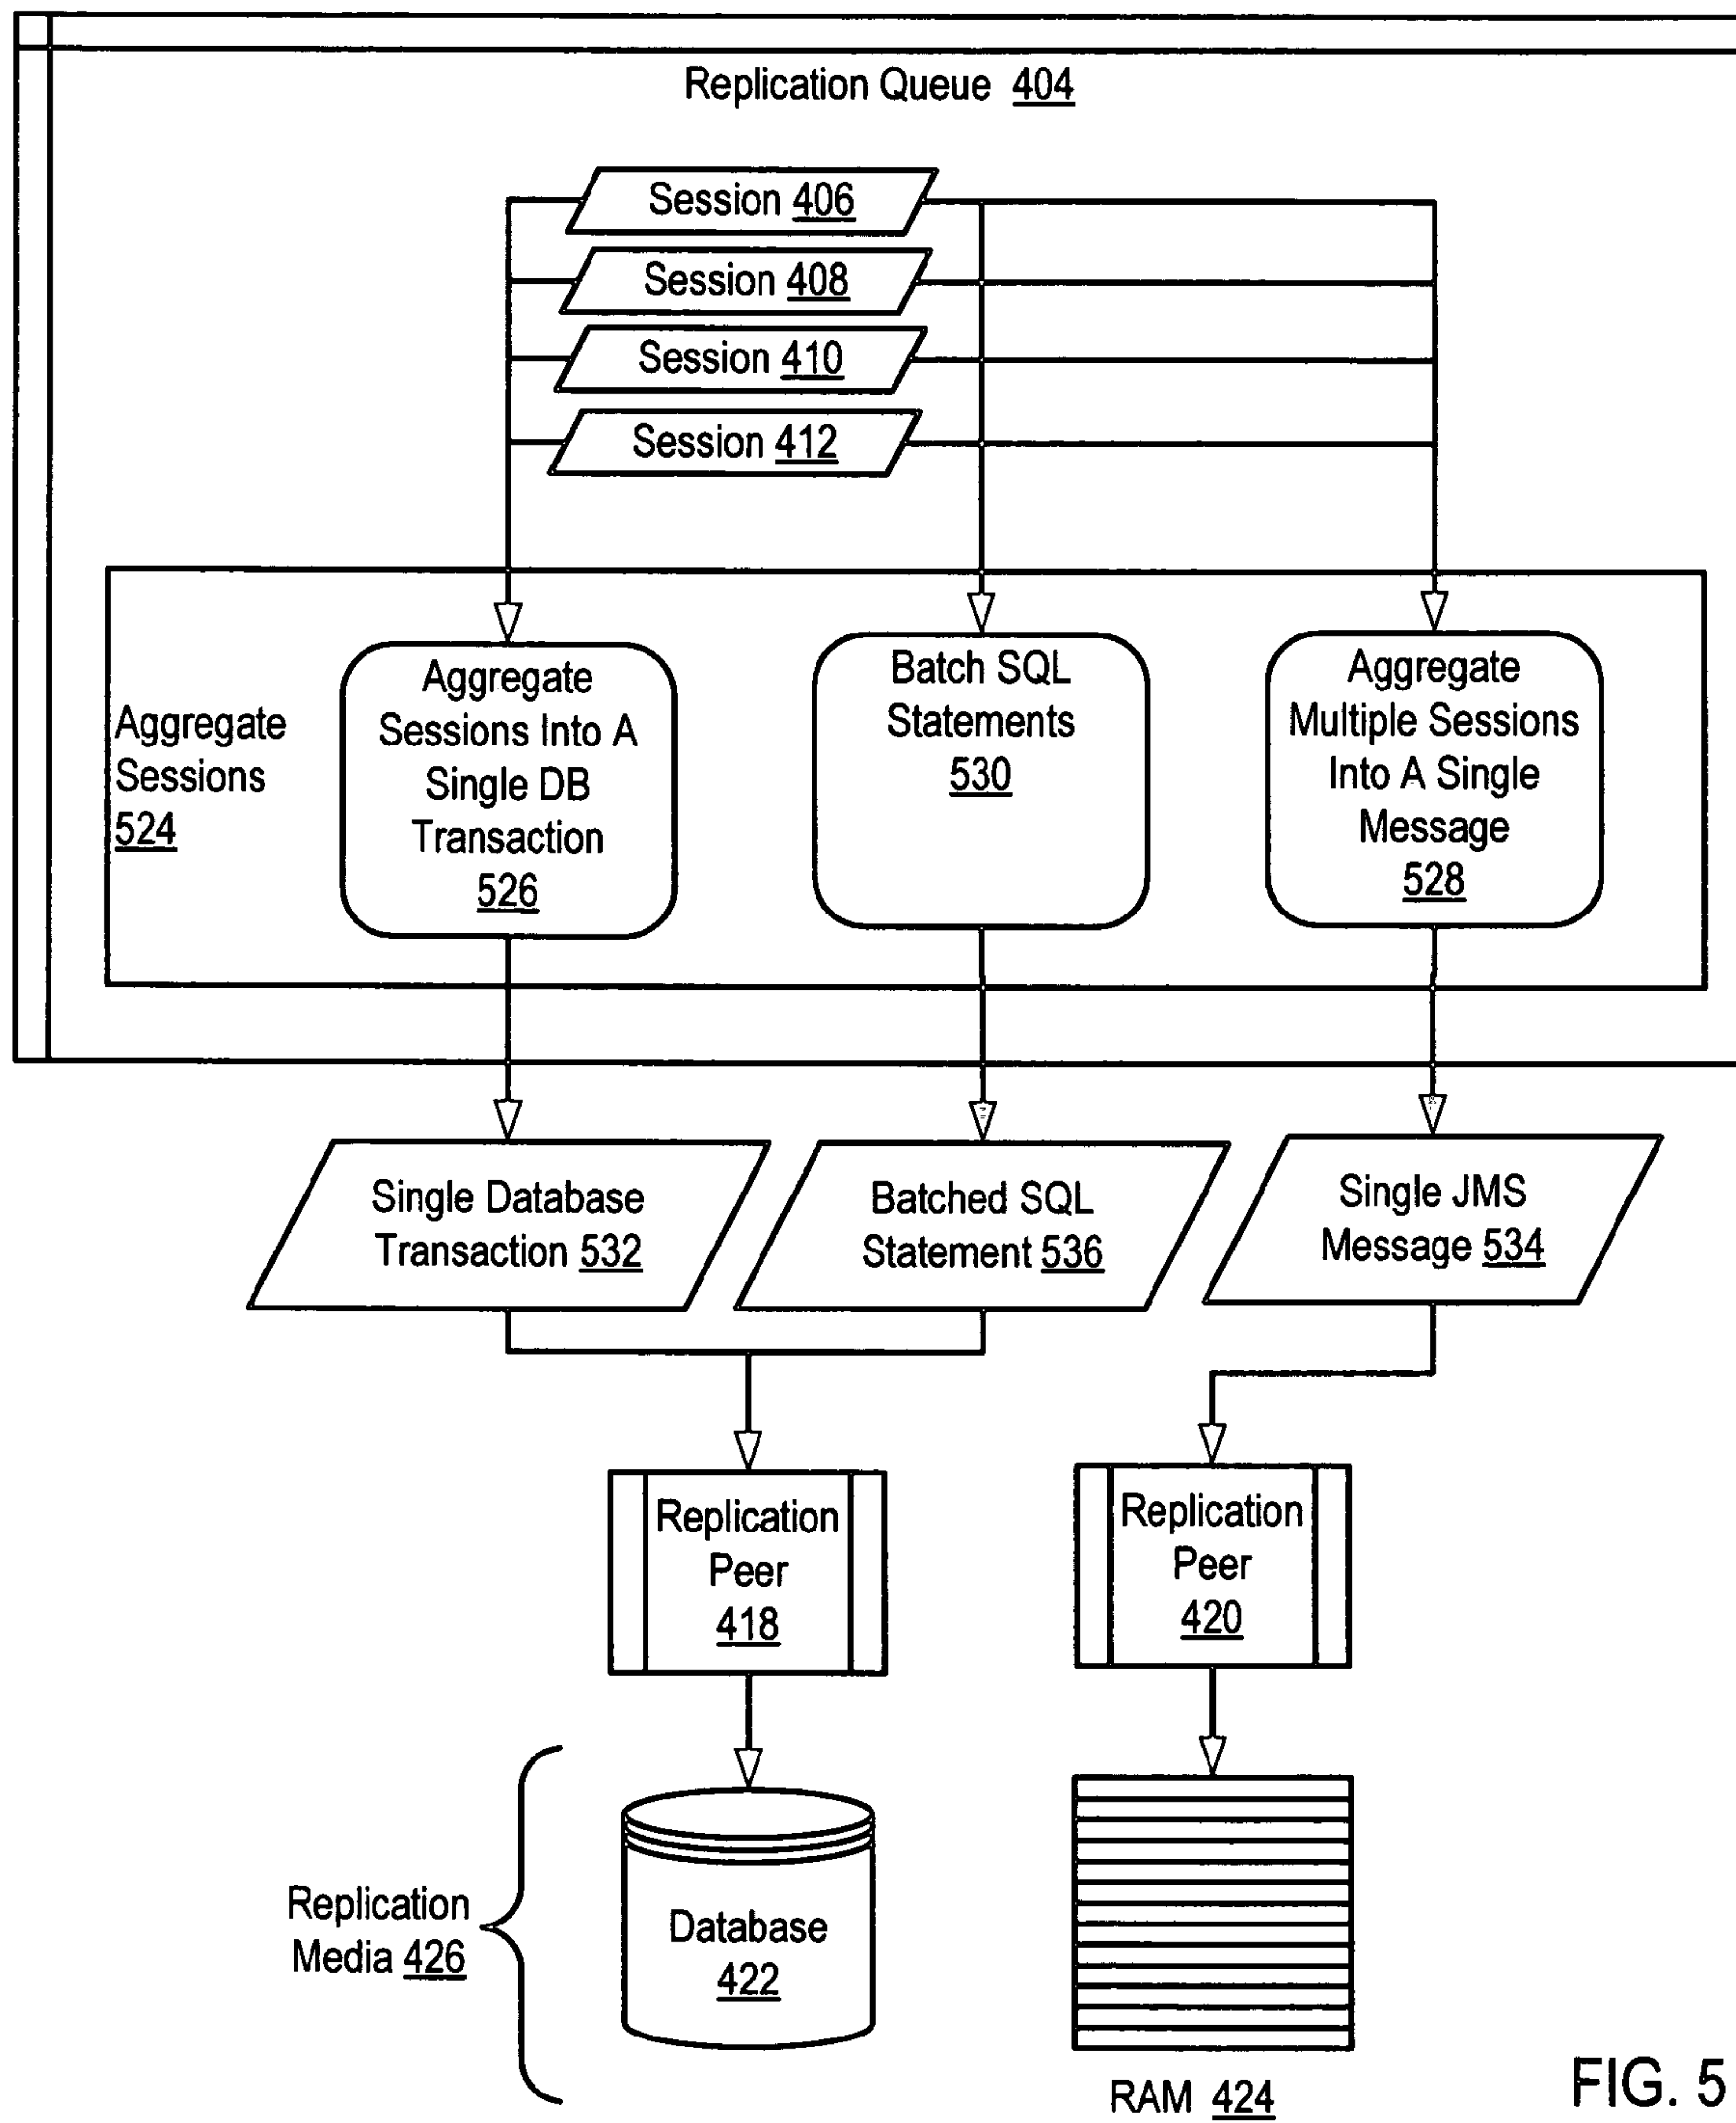 Replication Queue 404
Session 406
Session 408
Session 410
Session 412
Aggregate
Sessions
524
Aggregate
Sessions Into A
Single DB
Transaction
526
Batch SQL
Statements
530
Aggregate
Multiple Sessions
Into A Single
Message
528
Single Database
Transaction 532
Batched SQL
Statement 536
Single JMS
Message 534
Replication
Peer
418
Replication
Peer
420
Replication
Media 426
Database
422
RAM 424
FIG. 5